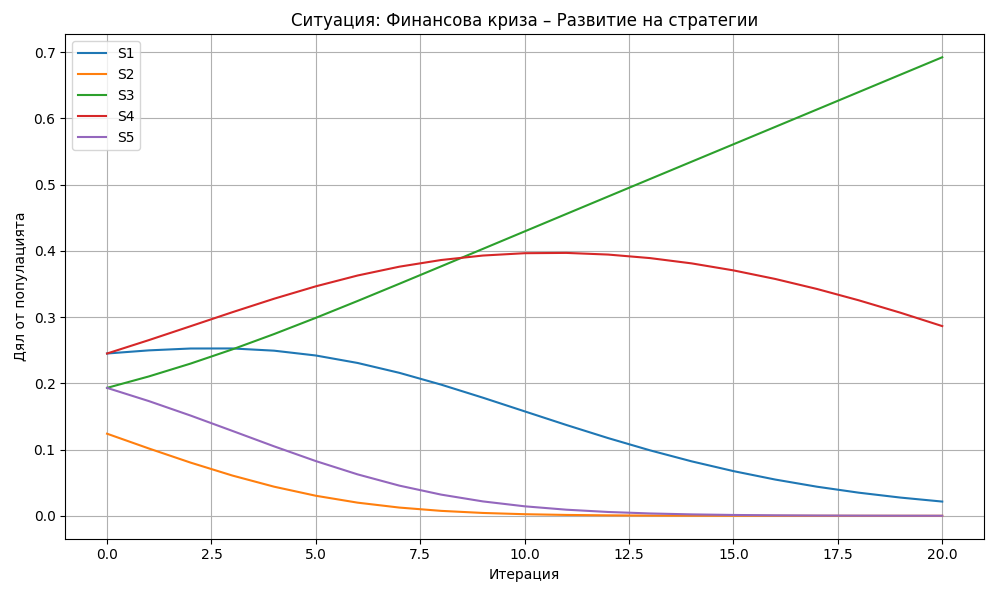 Ситуация: Финансова криза – Развитие на стратегии
S1
S2
S3
S4
S5
Дял от популацията
0.7
0.6
0.5
0.4
0.3
0.2
0.1
0.0
0.0 2.5 5.0 7.5 10.0 12.5 15.0 17.5 20.0
Итерация